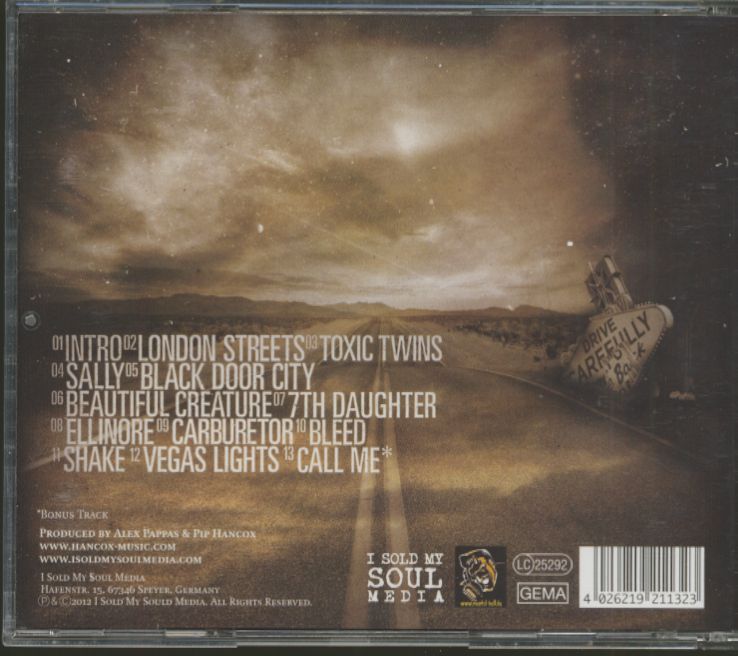 01 INTRO 02 LONDON STREETS 03 TOXIC TWINS
04 SALLY 05 BLACK DOOR CITY
06 BEAUTIFUL CREATURE 07 7TH DAUGHTER
08 ELLINORE 09 CARBURETOR 10 BLEED
11 SHAKE 12 VEGAS LIGHTS 13 CALL ME*
DRIVE
CAREFULLY
Back
*BONUS TRACK
PRODUCED BY ALEX PAPPAS & PIP HANCOX
WWW.HANCOX-MUSIC.COM
WWW.ISOLDMYSOULMEDIA.COM
I SOLD MY SOUL MEDIA
HAFENSTR. 15, 67346 SPEYER, GERMANY
Ⓟ & © 2012 I SOLD MY SOULD MEDIA. ALL RIGHTS RESERVED.
I SOLD MY
SOUL
MEDIA
LC 25292
GEMA
4 026219 211323